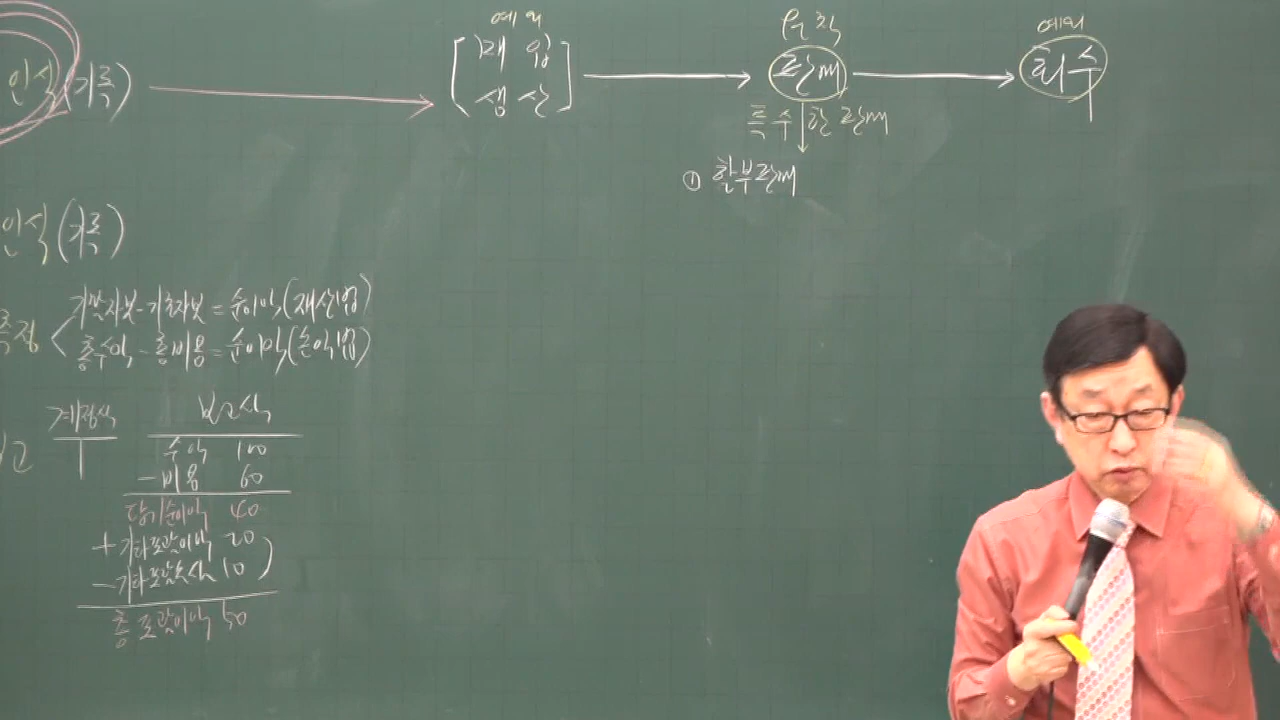 예외 원칙 예외
인식(기록) 매입 판매 회수
생산
특수한 판매
① 할부판매
인식(기록)
측정 기말자본-기초자본=순이익(재산법)
총수익-총비용=순이익(손익법)
계정식 보고식
고
수익 100
-비용 60
당기순이익 40
+기타포괄이익 20
-기타포괄손실 10
총포괄이익 50